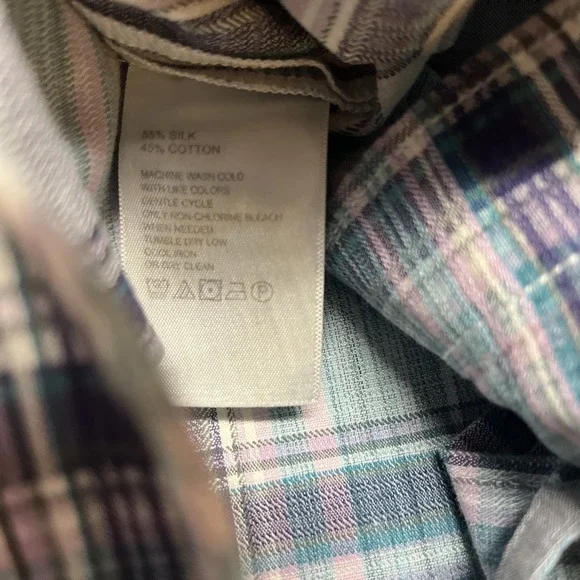 55% SILK
45% COTTON
MACHINE WASH COLD
WITH LIKE COLORS
GENTLE CYCLE
ONLY NON-CHLORINE BLEACH
WHEN NEEDED
TUMBLE DRY LOW
COOL IRON
OR DRY CLEAN